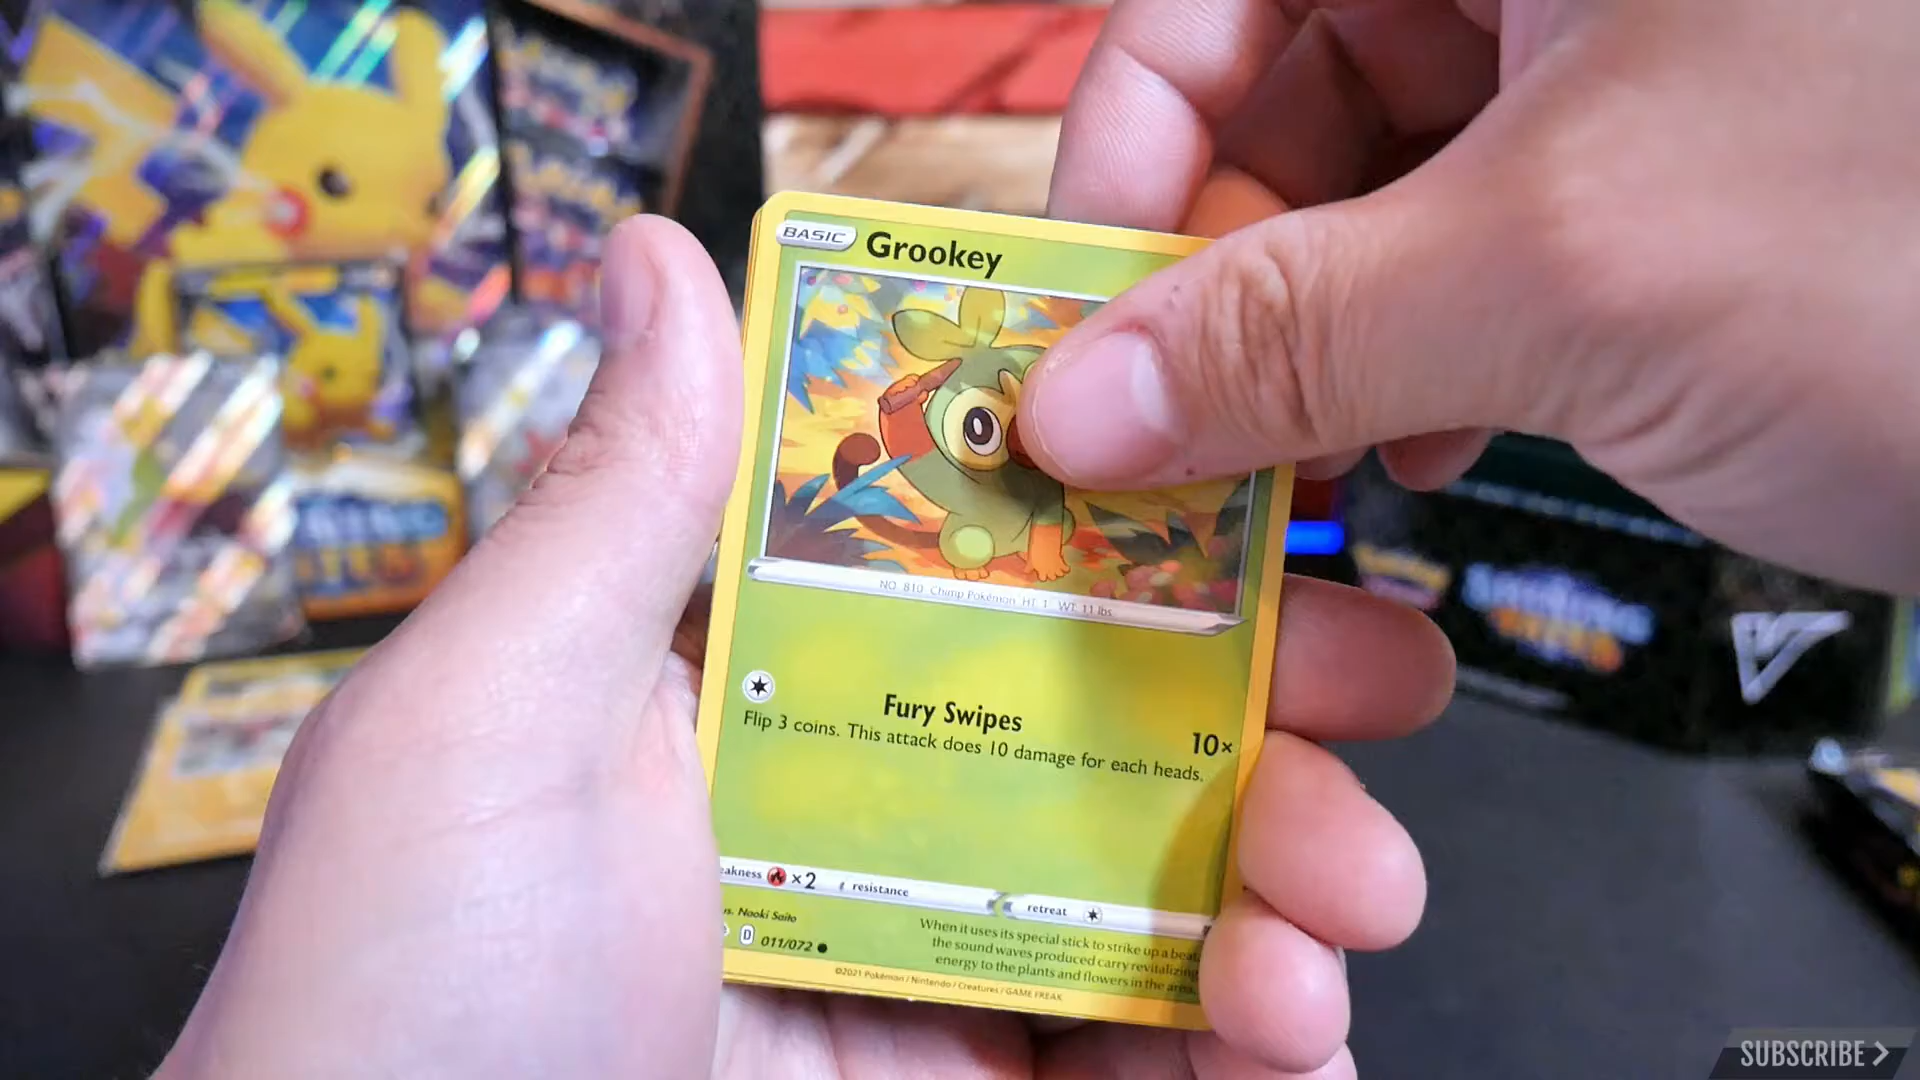 BASIC Grookey
NO. 810 Chimp Pokémon HT: 1 WT: 11 lbs
Fury Swipes 10×
Flip 3 coins. This attack does 10 damage for each heads.
×2 resistance retreat
Naoki Saito
D 011/072
When it uses its special stick to strike up a beat,
the sound waves produced carry revitalizing
energy to the plants and flowers in the area.
©2021 Pokémon / Nintendo / Creatures / GAME FREAK
SHINING
FATES
SUBSCRIBE